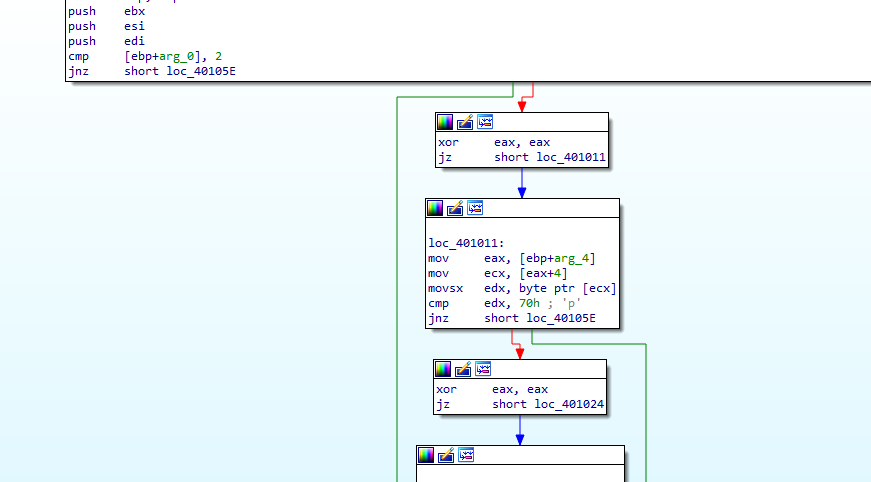 push ebx
push esi
push edi
cmp [ebp+arg_0], 2
jnz short loc_40105E
xor eax, eax
jz short loc_401011
loc_401011:
mov eax, [ebp+arg_4]
mov ecx, [eax+4]
movsx edx, byte ptr [ecx]
cmp edx, 70h ; 'p'
jnz short loc_40105E
xor eax, eax
jz short loc_401024